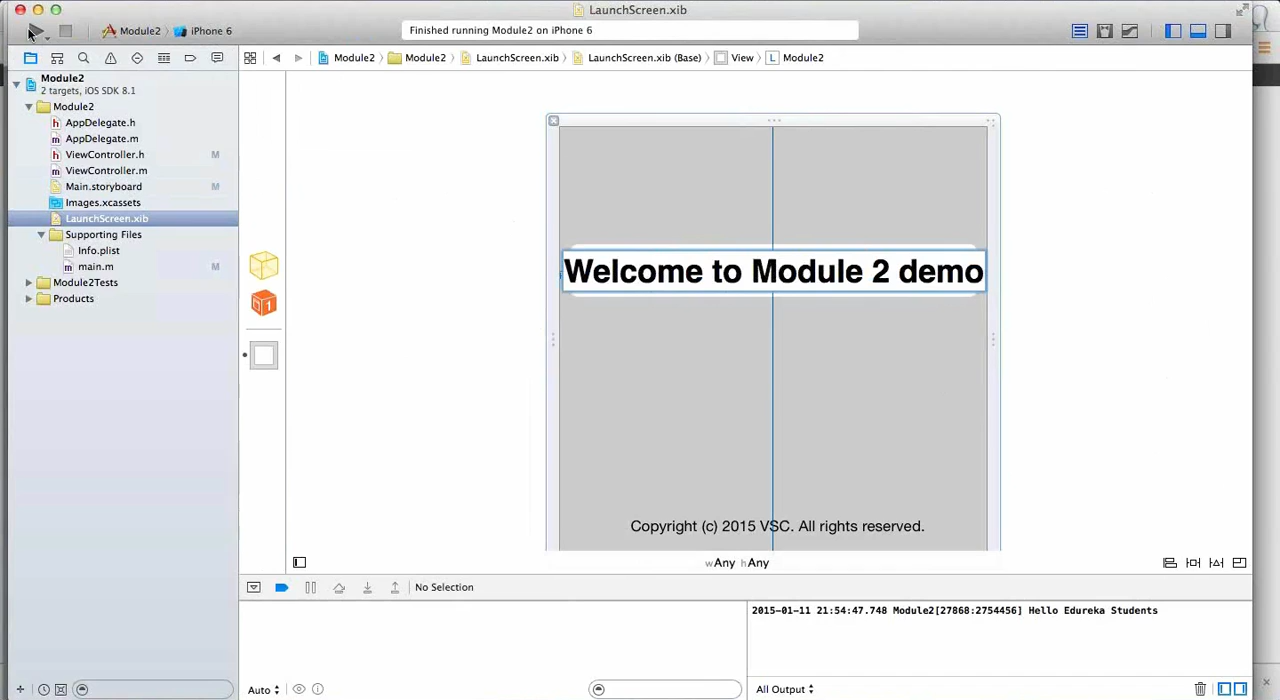 LaunchScreen.xib
Module2 iPhone 6
Finished running Module2 on iPhone 6
Module2 Module2 LaunchScreen.xib LaunchScreen.xib (Base) View L Module2
Module2
2 targets, iOS SDK 8.1
Module2
h AppDelegate.h
m AppDelegate.m
h ViewController.h M
m ViewController.m
Main.storyboard M
Images.xcassets
LaunchScreen.xib
Supporting Files
Info.plist
m main.m M
Module2Tests
Products
1
Welcome to Module 2 demo
Copyright (c) 2015 VSC. All rights reserved.
wAny hAny
No Selection
2015-01-11 21:54:47.748 Module2[27868:2754456] Hello Edureka Students
Auto
All Output